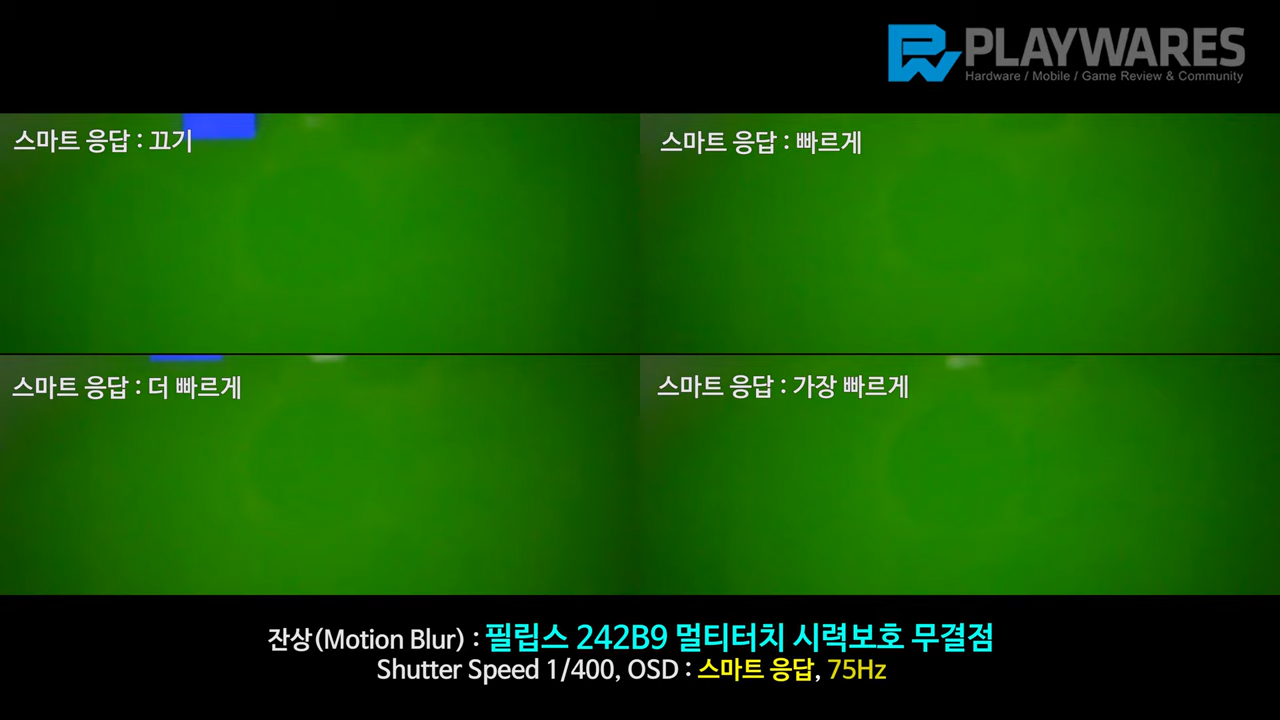 PLAYWARES
Hardware / Mobile / Game Review & Community
스마트 응답 : 끄기
스마트 응답 : 빠르게
스마트 응답 : 더 빠르게
스마트 응답 : 가장 빠르게
잔상(Motion Blur) : 필립스 242B9 멀티터치 시력보호 무결점
Shutter Speed 1/400, OSD : 스마트 응답, 75Hz